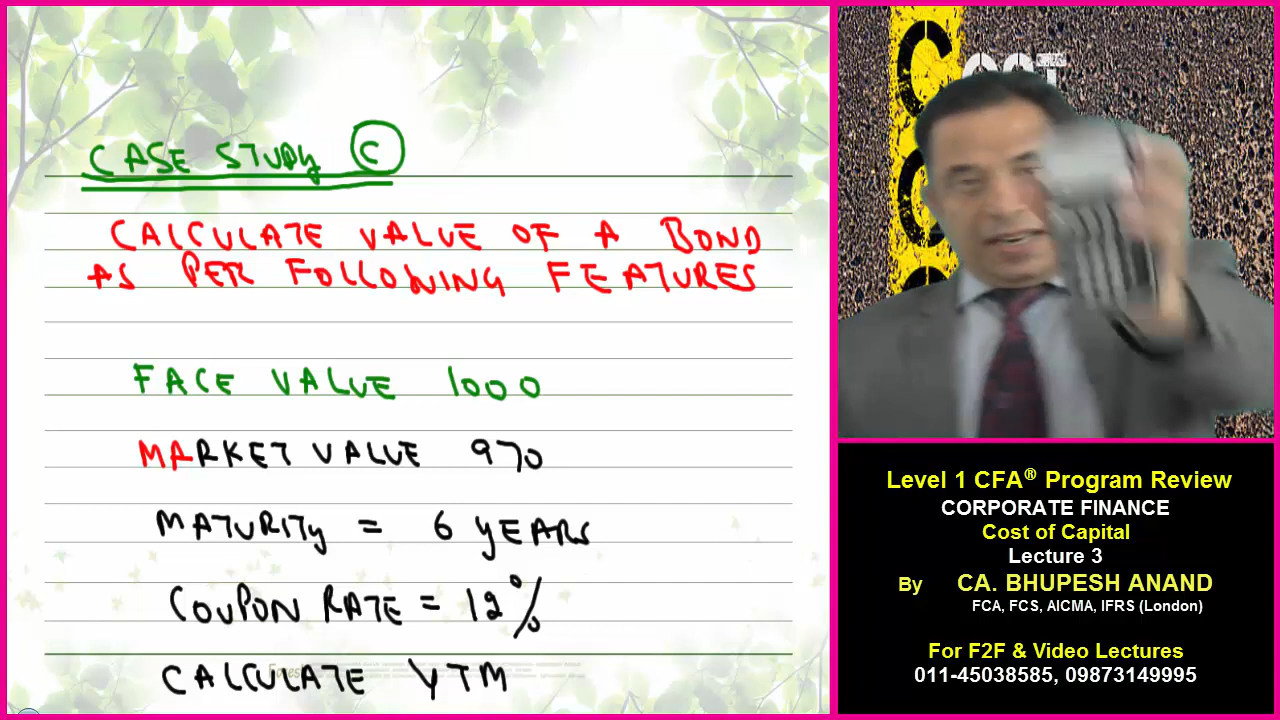 CASE STUDY C
CALCULATE VALUE OF A BOND
AS PER FOLLOWING FEATURES
FACE VALUE 1000
MARKET VALUE 970
MATURITY = 6 YEARS
COUPON RATE = 12%
CALCULATE YTM
Level 1 CFA® Program Review
CORPORATE FINANCE
Cost of Capital
Lecture 3
By CA. BHUPESH ANAND
FCA, FCS, AICMA, IFRS (London)
For F2F & Video Lectures
011-45038585, 09873149995